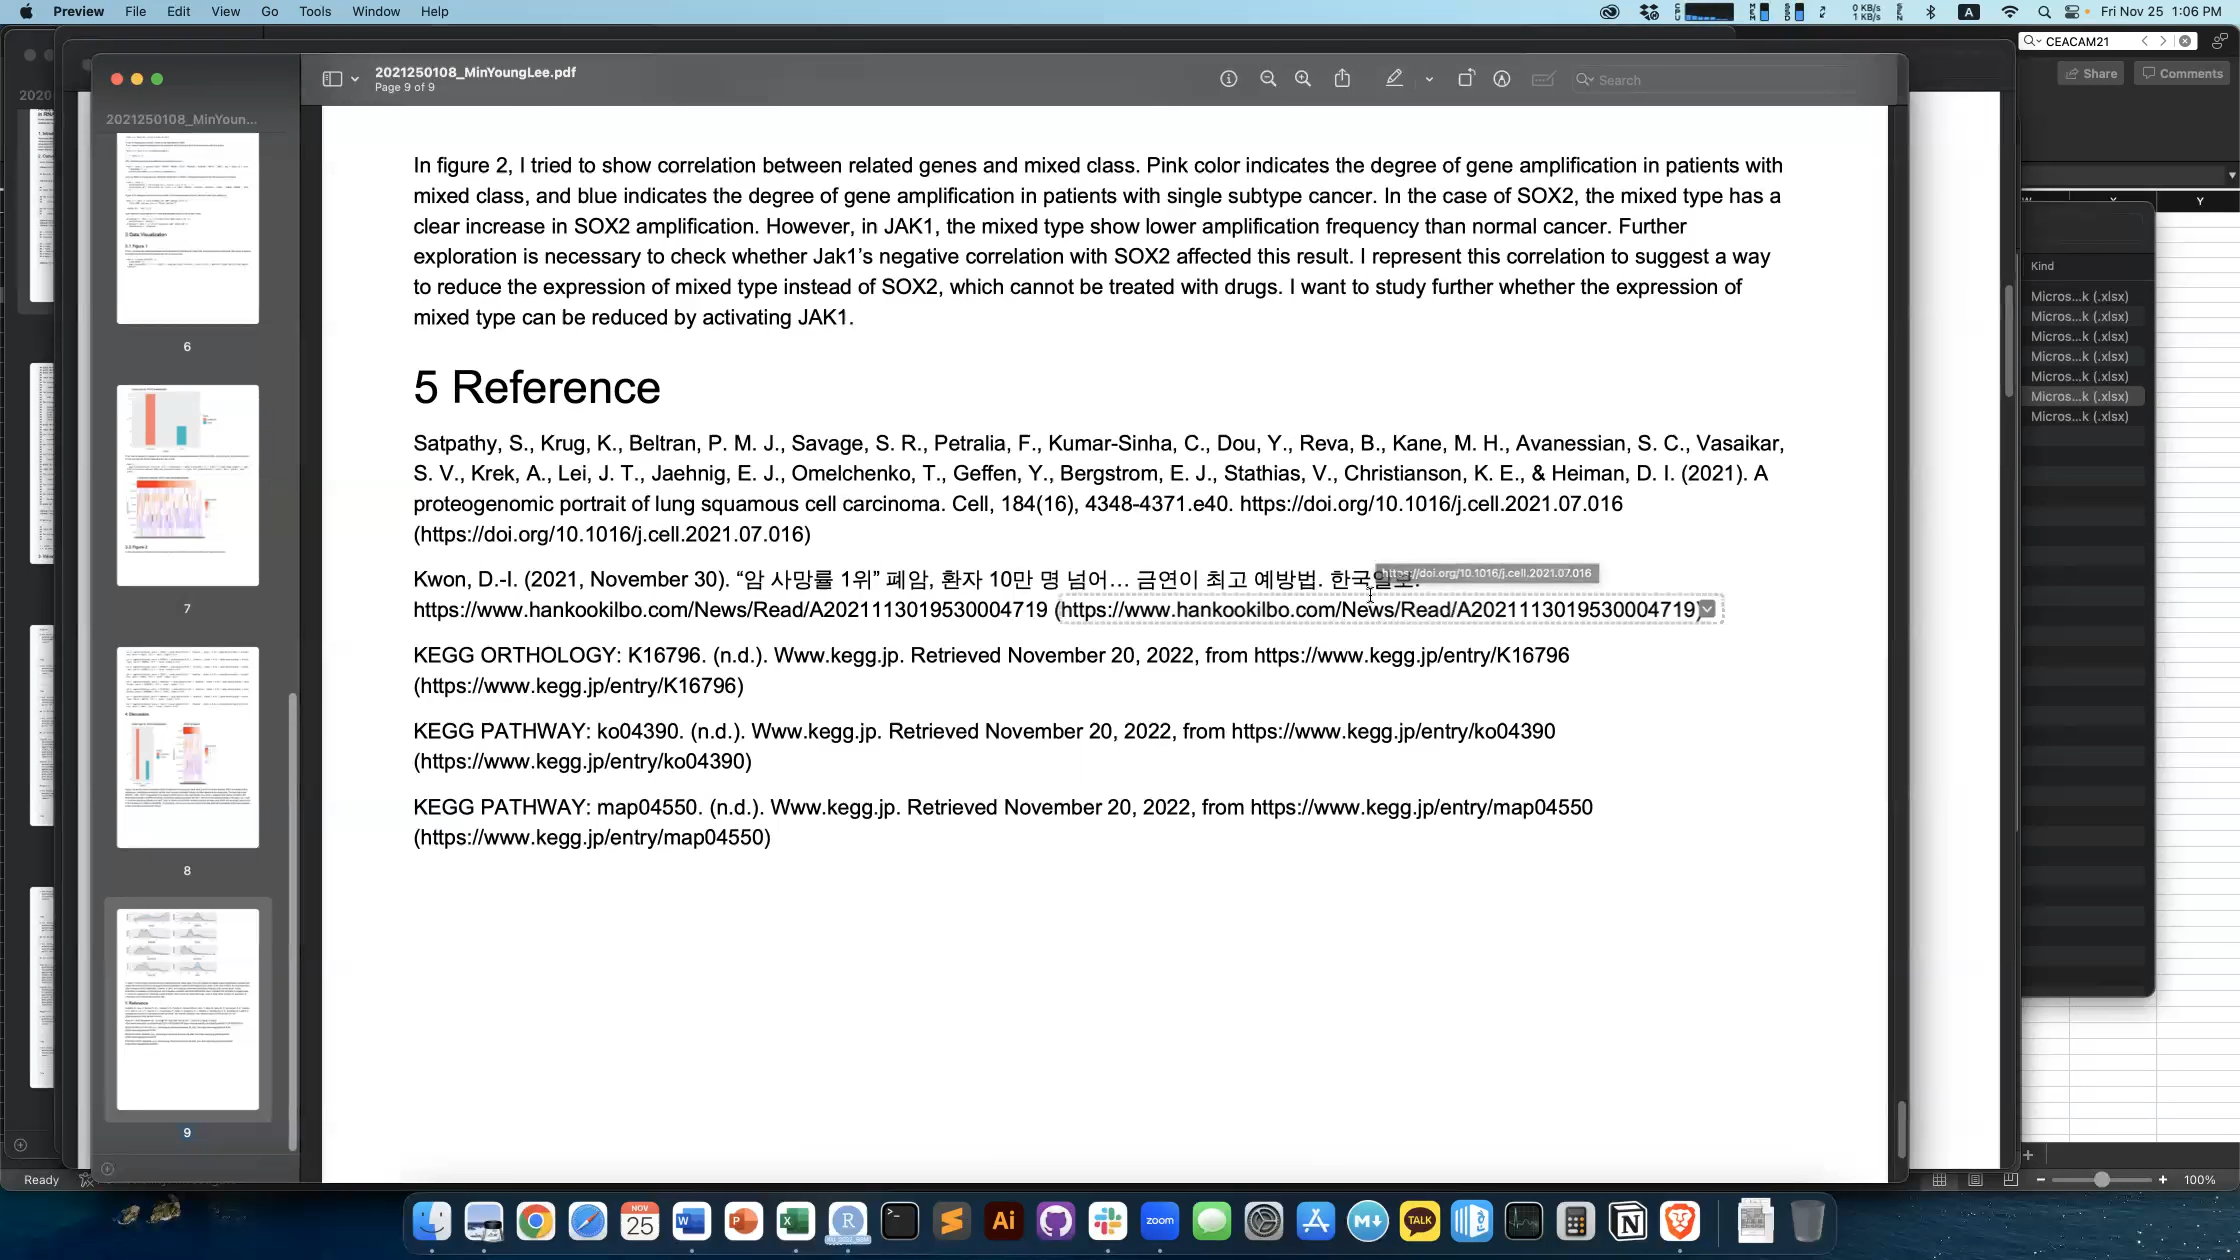 Preview File Edit View Go Tools Window Help
0 KB/s
1 KB/s
Fri Nov 25 1:06 PM
CEACAM21
2021250108_MinYoungLee.pdf
Page 9 of 9
Search
Share
Comments
2020
2021250108_MinYoun...
In figure 2, I tried to show correlation between related genes and mixed class. Pink color indicates the degree of gene amplification in patients with
mixed class, and blue indicates the degree of gene amplification in patients with single subtype cancer. In the case of SOX2, the mixed type has a
clear increase in SOX2 amplification. However, in JAK1, the mixed type show lower amplification frequency than normal cancer. Further
exploration is necessary to check whether Jak1’s negative correlation with SOX2 affected this result. I represent this correlation to suggest a way
to reduce the expression of mixed type instead of SOX2, which cannot be treated with drugs. I want to study further whether the expression of
mixed type can be reduced by activating JAK1.
5 Reference
Satpathy, S., Krug, K., Beltran, P. M. J., Savage, S. R., Petralia, F., Kumar-Sinha, C., Dou, Y., Reva, B., Kane, M. H., Avanessian, S. C., Vasaikar,
S. V., Krek, A., Lei, J. T., Jaehnig, E. J., Omelchenko, T., Geffen, Y., Bergstrom, E. J., Stathias, V., Christianson, K. E., & Heiman, D. I. (2021). A
proteogenomic portrait of lung squamous cell carcinoma. Cell, 184(16), 4348-4371.e40. https://doi.org/10.1016/j.cell.2021.07.016
(https://doi.org/10.1016/j.cell.2021.07.016)
Kwon, D.-I. (2021, November 30). “암 사망률 1위” 폐암, 환자 10만 명 넘어… 금연이 최고 예방법. 한국일보.
https://doi.org/10.1016/j.cell.2021.07.016
https://www.hankookilbo.com/News/Read/A2021113019530004719 (https://www.hankookilbo.com/News/Read/A2021113019530004719)
KEGG ORTHOLOGY: K16796. (n.d.). Www.kegg.jp. Retrieved November 20, 2022, from https://www.kegg.jp/entry/K16796
(https://www.kegg.jp/entry/K16796)
KEGG PATHWAY: ko04390. (n.d.). Www.kegg.jp. Retrieved November 20, 2022, from https://www.kegg.jp/entry/ko04390
(https://www.kegg.jp/entry/ko04390)
KEGG PATHWAY: map04550. (n.d.). Www.kegg.jp. Retrieved November 20, 2022, from https://www.kegg.jp/entry/map04550
(https://www.kegg.jp/entry/map04550)
6
7
8
9
Y
Kind
Micros...k (.xlsx)
Micros...k (.xlsx)
Micros...k (.xlsx)
Micros...k (.xlsx)
Micros...k (.xlsx)
Micros...k (.xlsx)
Micros...k (.xlsx)
Ready
100%
NOV
25
W
P
X
R
Ai
zoom
M
TALK
N